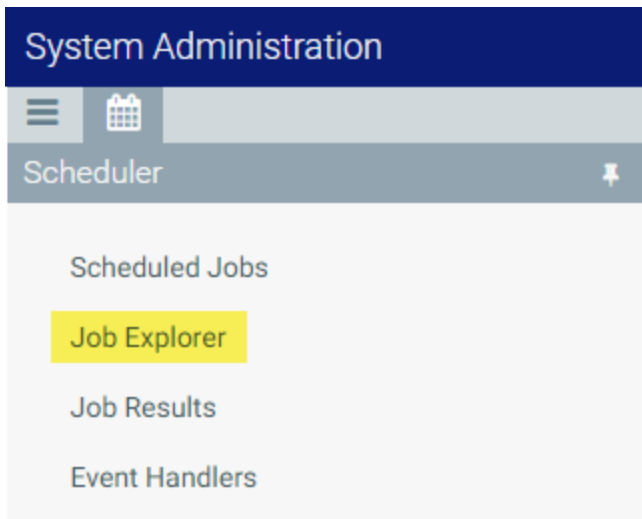 System Administration
Scheduler
Scheduled Jobs
Job Explorer
Job Results
Event Handlers